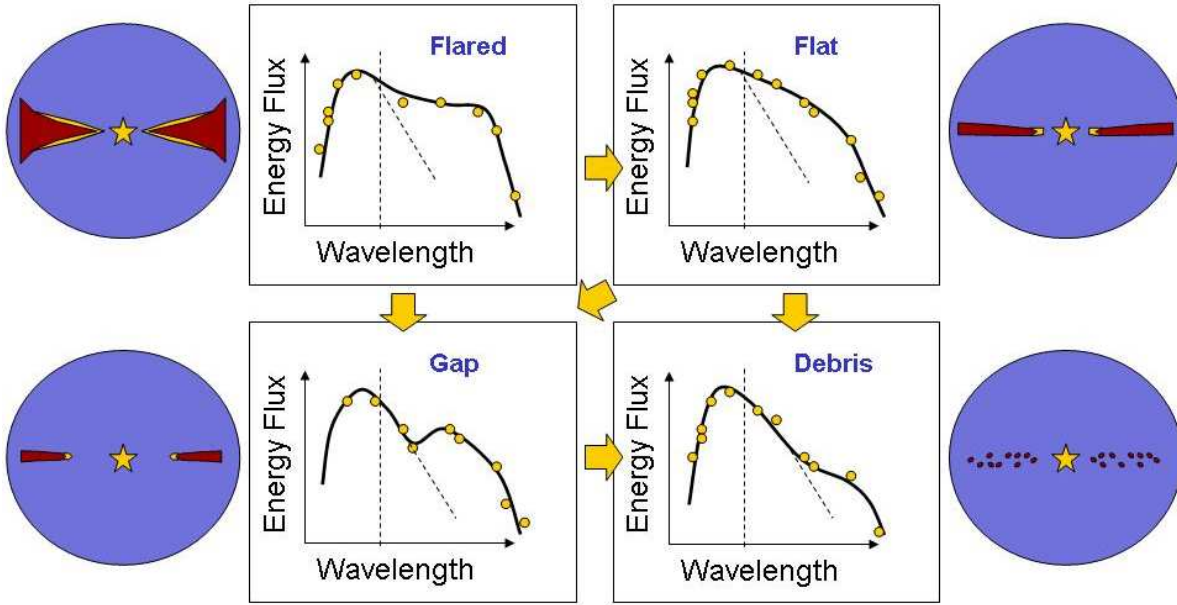 Flared
Energy Flux
Wavelength
Flat
Energy Flux
Wavelength
Gap
Energy Flux
Wavelength
Debris
Energy Flux
Wavelength